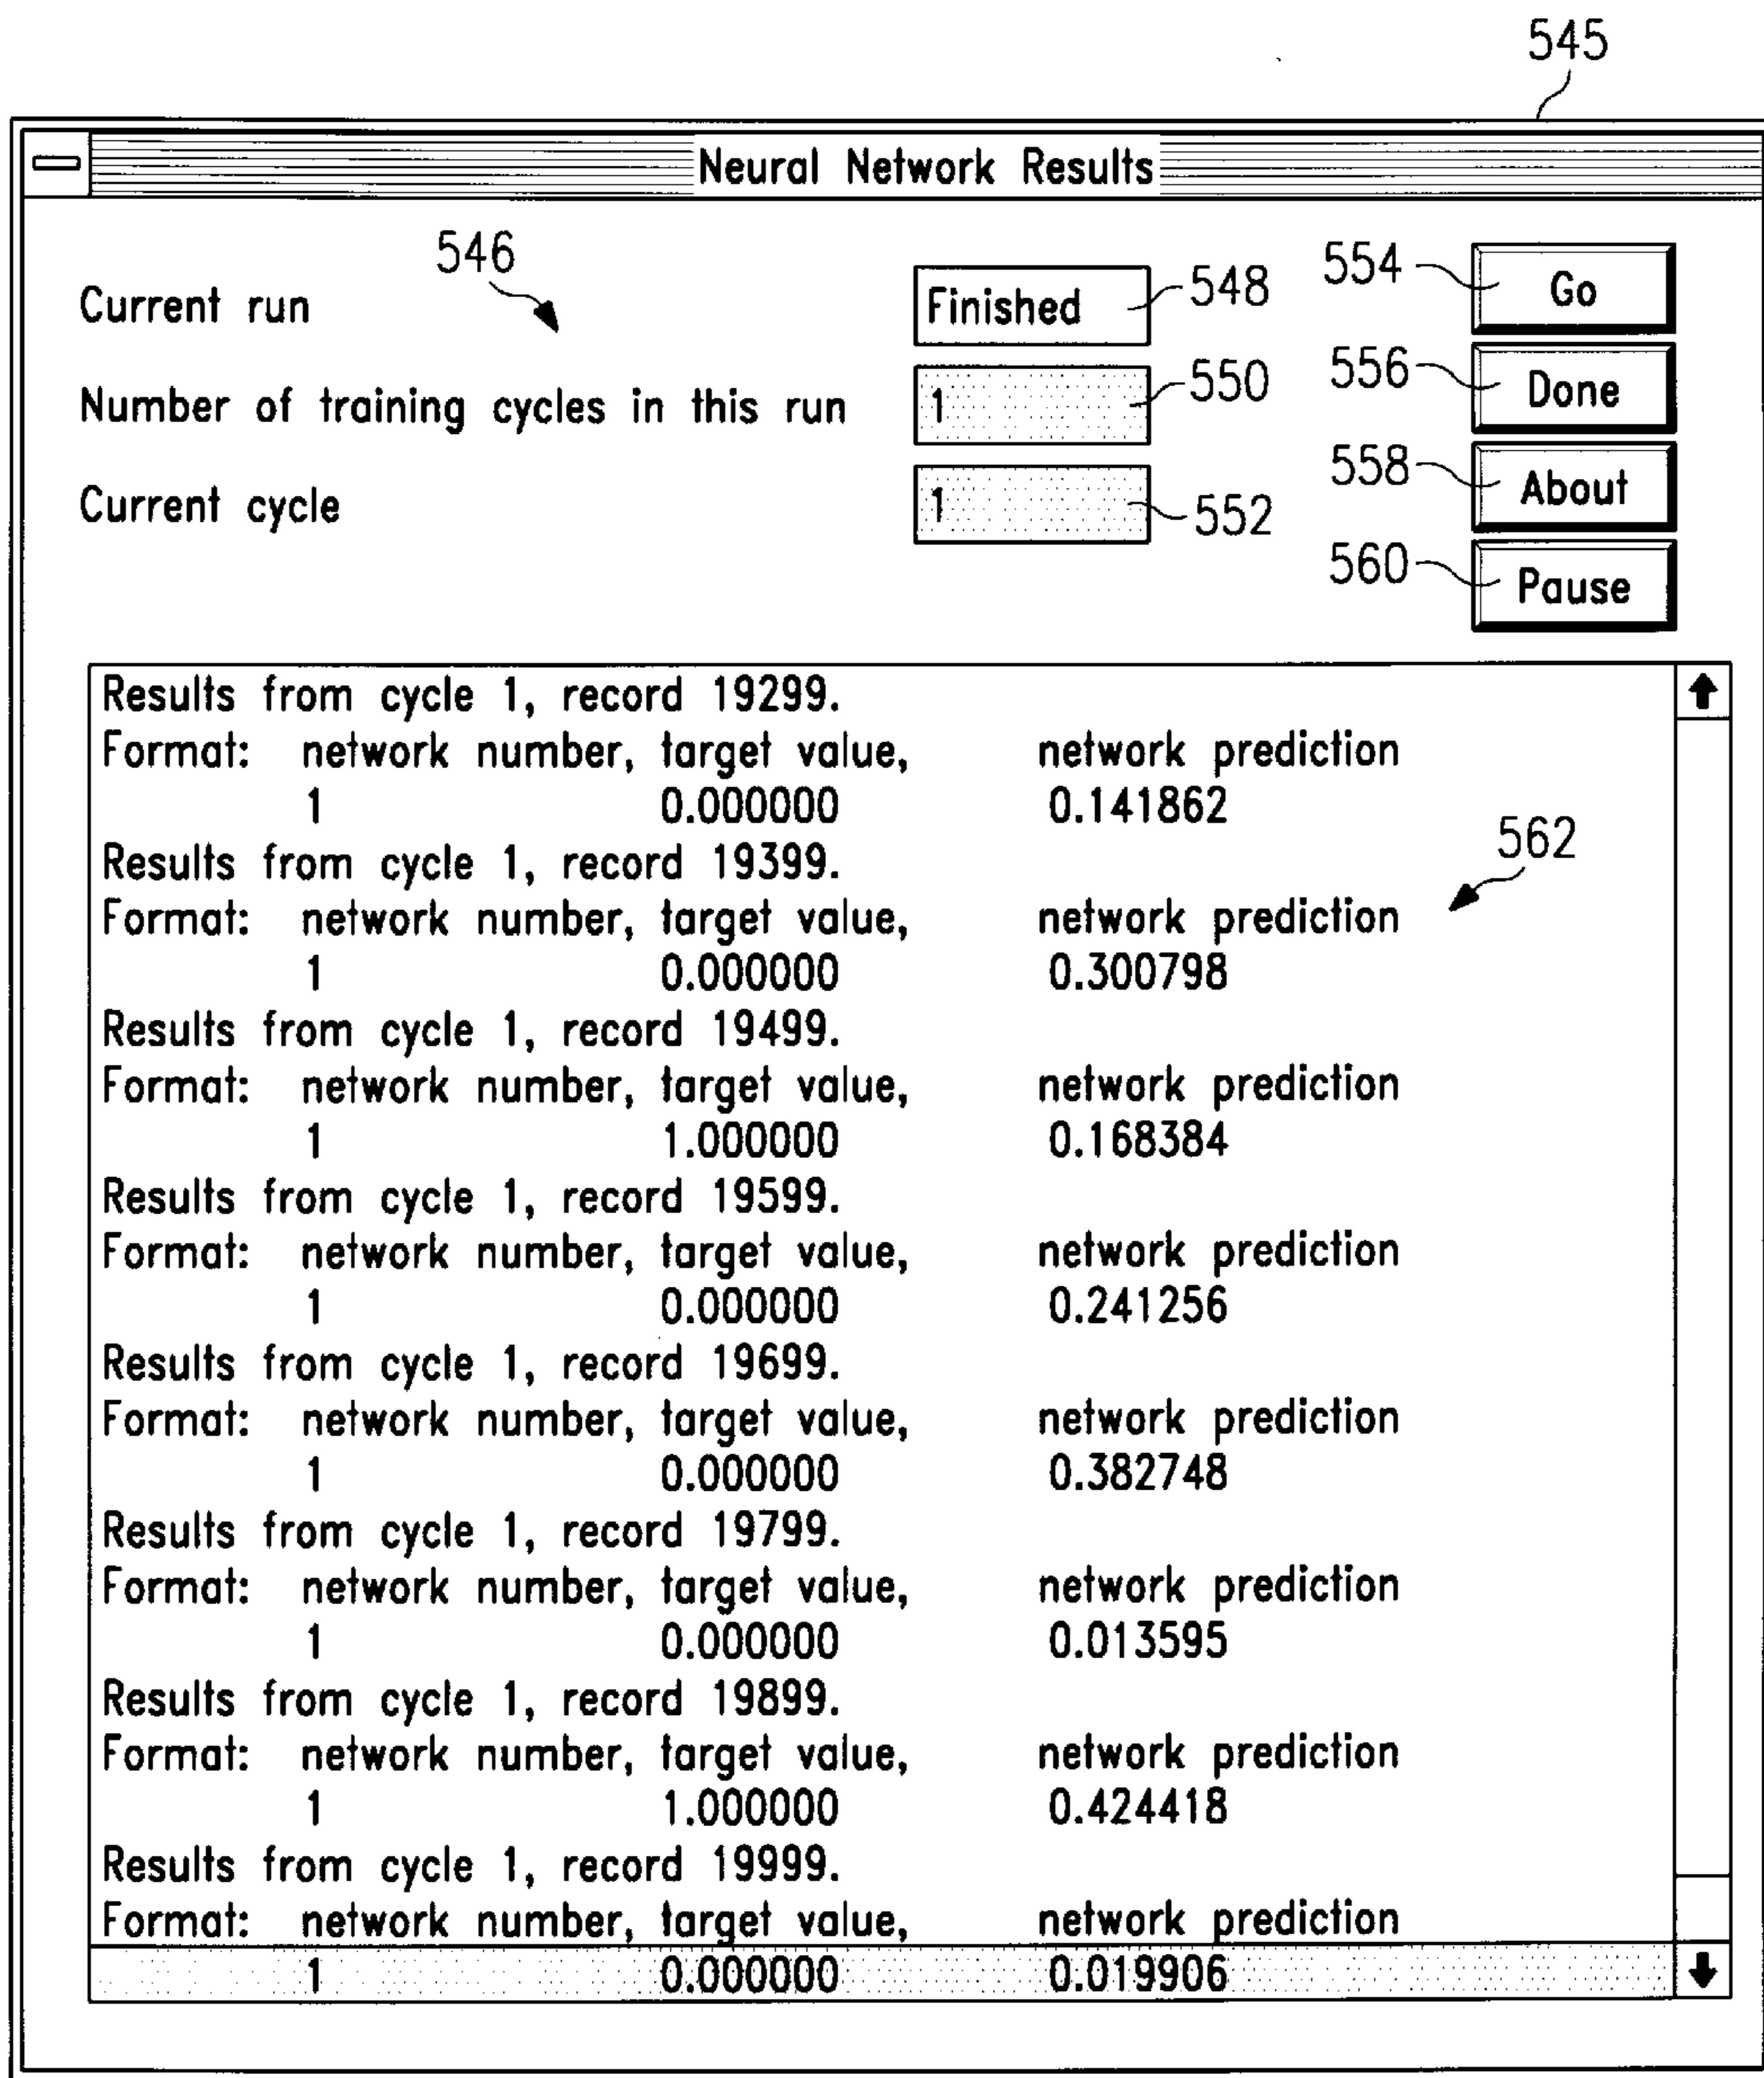 545
Neural Network Results
546
Current run Finished 548 554 Go
Number of training cycles in this run 1 550 556 Done
Current cycle 1 552 558 About
560 Pause
Results from cycle 1, record 19299.
Format: network number, target value, network prediction
1 0.000000 0.141862
Results from cycle 1, record 19399.
562
Format: network number, target value, network prediction
1 0.000000 0.300798
Results from cycle 1, record 19499.
Format: network number, target value, network prediction
1 1.000000 0.168384
Results from cycle 1, record 19599.
Format: network number, target value, network prediction
1 0.000000 0.241256
Results from cycle 1, record 19699.
Format: network number, target value, network prediction
1 0.000000 0.382748
Results from cycle 1, record 19799.
Format: network number, target value, network prediction
1 0.000000 0.013595
Results from cycle 1, record 19899.
Format: network number, target value, network prediction
1 1.000000 0.424418
Results from cycle 1, record 19999.
Format: network number, target value, network prediction
1 0.000000 0.019906